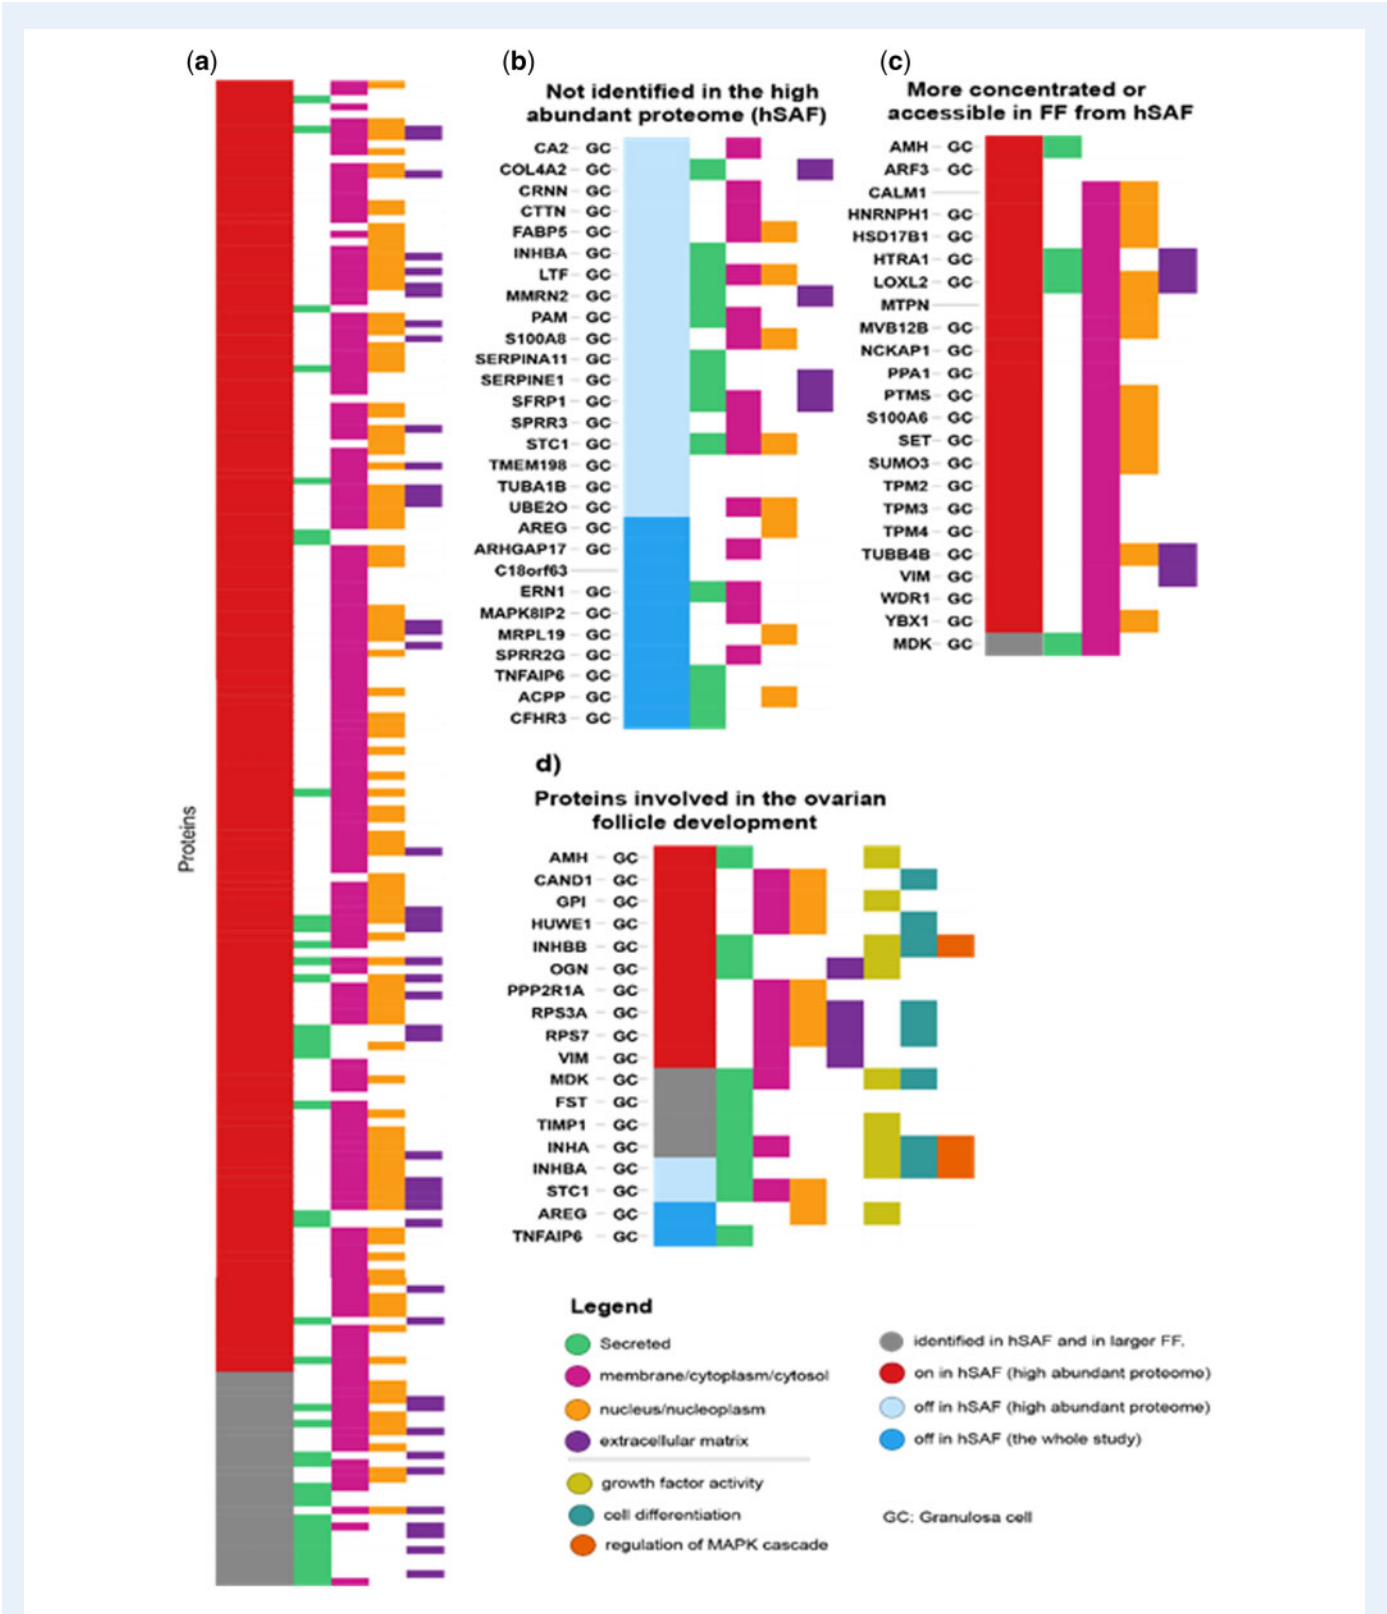 (a)
Proteins
(b)
Not identified in the high
abundant proteome (hSAF)
CA2 GC
COL4A2 GC
CRNN GC
CTTN GC
FABP5 GC
INHBA GC
LTF GC
MMRN2 GC
PAM GC
S100A8 GC
SERPINA11 GC
SERPINE1 GC
SFRP1 GC
SPRR3 GC
STC1 GC
TMEM198 GC
TUBA1B GC
UBE2O GC
AREG GC
ARHGAP17 GC
C18orf63
ERN1 GC
MAPK8IP2 GC
MRPL19 GC
SPRR2G GC
TNFAIP6 GC
ACPP GC
CFHR3 GC
(c)
More concentrated or
accessible in FF from hSAF
AMH GC
ARF3 GC
CALM1
HNRNPH1 GC
HSD17B1 GC
HTRA1 GC
LOXL2 GC
MTPN
MVB12B GC
NCKAP1 GC
PPA1 GC
PTMS GC
S100A6 GC
SET GC
SUMO3 GC
TPM2 GC
TPM3 GC
TPM4 GC
TUBB4B GC
VIM GC
WDR1 GC
YBX1 GC
MDK GC
d)
Proteins involved in the ovarian
follicle development
AMH GC
CAND1 GC
GPI GC
HUWE1 GC
INHBB GC
OGN GC
PPP2R1A GC
RPS3A GC
RPS7 GC
VIM GC
MDK GC
FST GC
TIMP1 GC
INHA GC
INHBA GC
STC1 GC
AREG GC
TNFAIP6 GC
Legend
Secreted
membrane/cytoplasm/cytosol
nucleus/nucleoplasm
extracellular matrix
growth factor activity
cell differentiation
regulation of MAPK cascade
identified in hSAF and in larger FF.
on in hSAF (high abundant proteome)
off in hSAF (high abundant proteome)
off in hSAF (the whole study)
GC: Granulosa cell